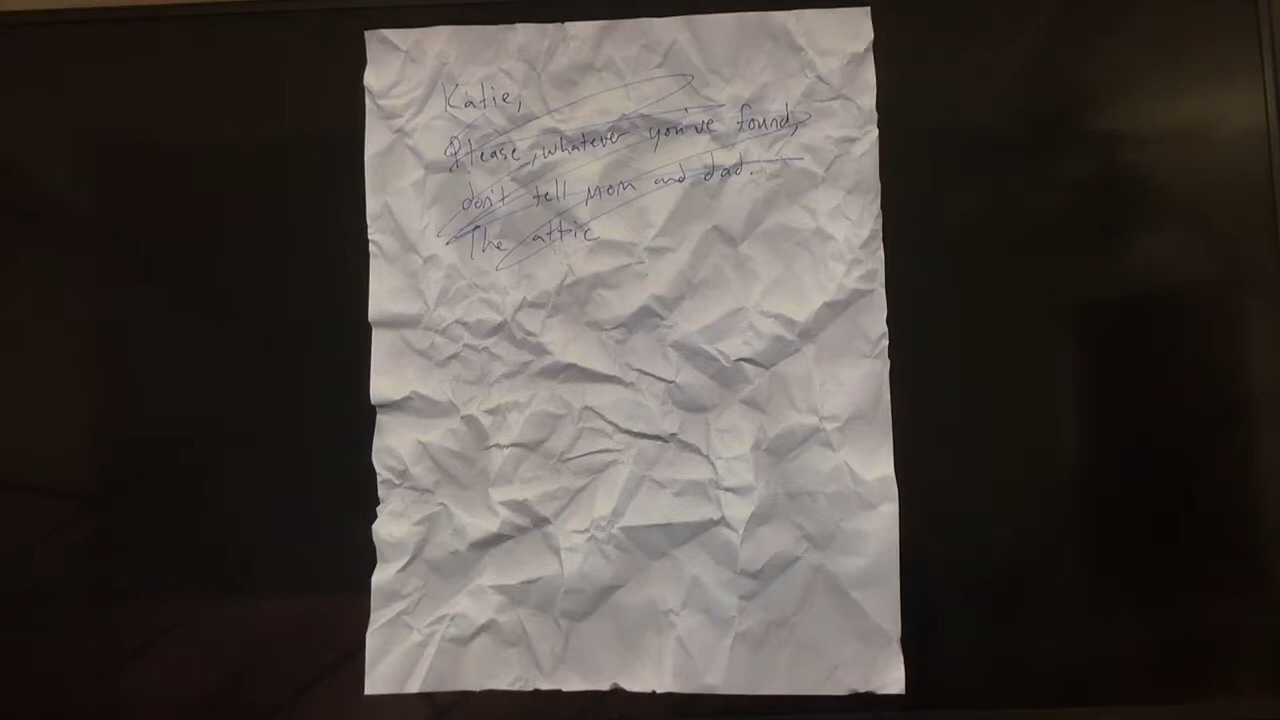 Katie,
Please, whatever you've found,
don't tell Mom and dad.
The attic